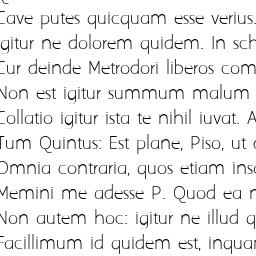 Cave putes quicquam esse verius.
Igitur ne dolorem quidem. In sch
Cur deinde Metrodori liberos com
Non est igitur summum malum
Collatio igitur ista te nihil iuvat. A
Tum Quintus: Est plane, Piso, ut
Omnia contraria, quos etiam insa
Memini me adesse P. Quod ea n
Non autem hoc: igitur ne illud q
Facillimum id quidem est, inquam